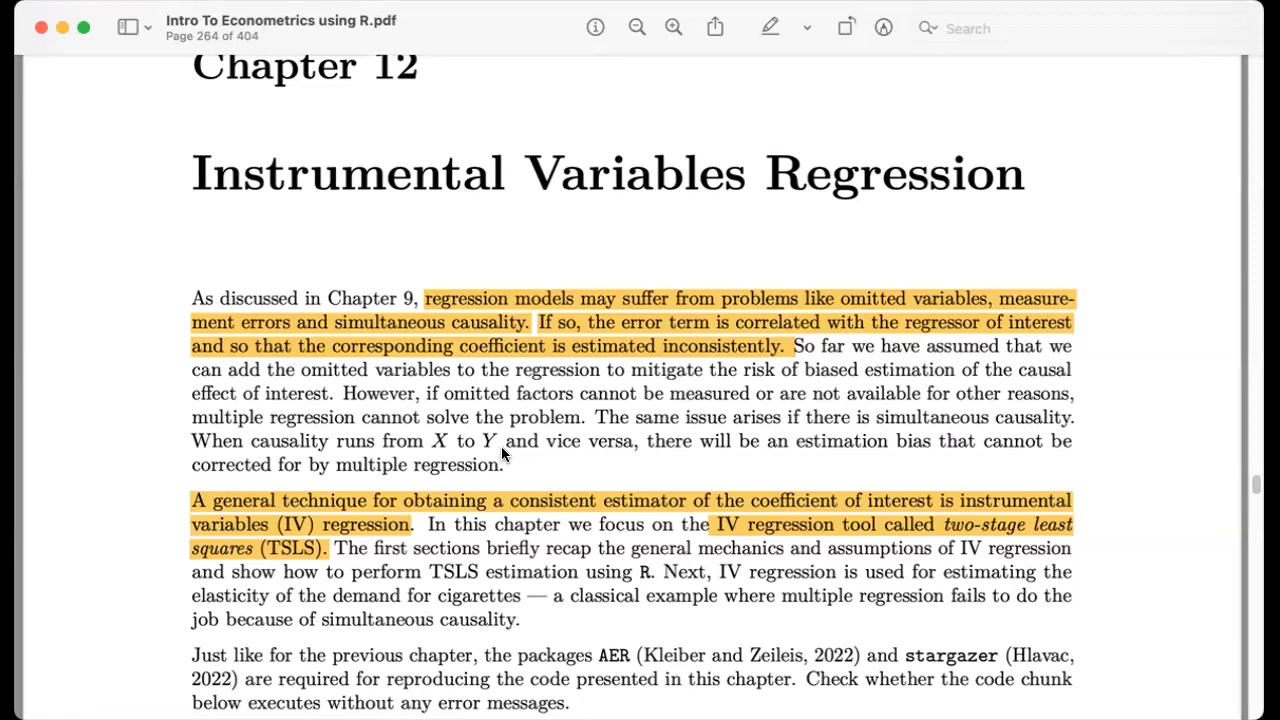 Intro To Econometrics using R.pdf
Page 264 of 404
Search
Chapter 12
Instrumental Variables Regression
As discussed in Chapter 9, regression models may suffer from problems like omitted variables, measure-
ment errors and simultaneous causality. If so, the error term is correlated with the regressor of interest
and so that the corresponding coefficient is estimated inconsistently. So far we have assumed that we
can add the omitted variables to the regression to mitigate the risk of biased estimation of the causal
effect of interest. However, if omitted factors cannot be measured or are not available for other reasons,
multiple regression cannot solve the problem. The same issue arises if there is simultaneous causality.
When causality runs from X to Y and vice versa, there will be an estimation bias that cannot be
corrected for by multiple regression.
A general technique for obtaining a consistent estimator of the coefficient of interest is instrumental
variables (IV) regression. In this chapter we focus on the IV regression tool called two-stage least
squares (TSLS). The first sections briefly recap the general mechanics and assumptions of IV regression
and show how to perform TSLS estimation using R. Next, IV regression is used for estimating the
elasticity of the demand for cigarettes — a classical example where multiple regression fails to do the
job because of simultaneous causality.
Just like for the previous chapter, the packages AER (Kleiber and Zeileis, 2022) and stargazer (Hlavac,
2022) are required for reproducing the code presented in this chapter. Check whether the code chunk
below executes without any error messages.